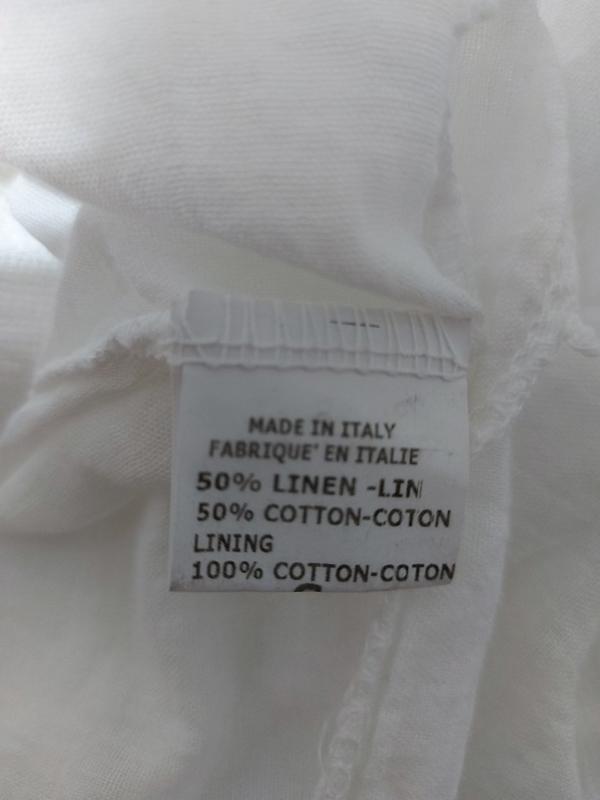 MADE IN ITALY
FABRIQUE' EN ITALIE
50% LINEN -LIN
50% COTTON-COTON
LINING
100% COTTON-COTON